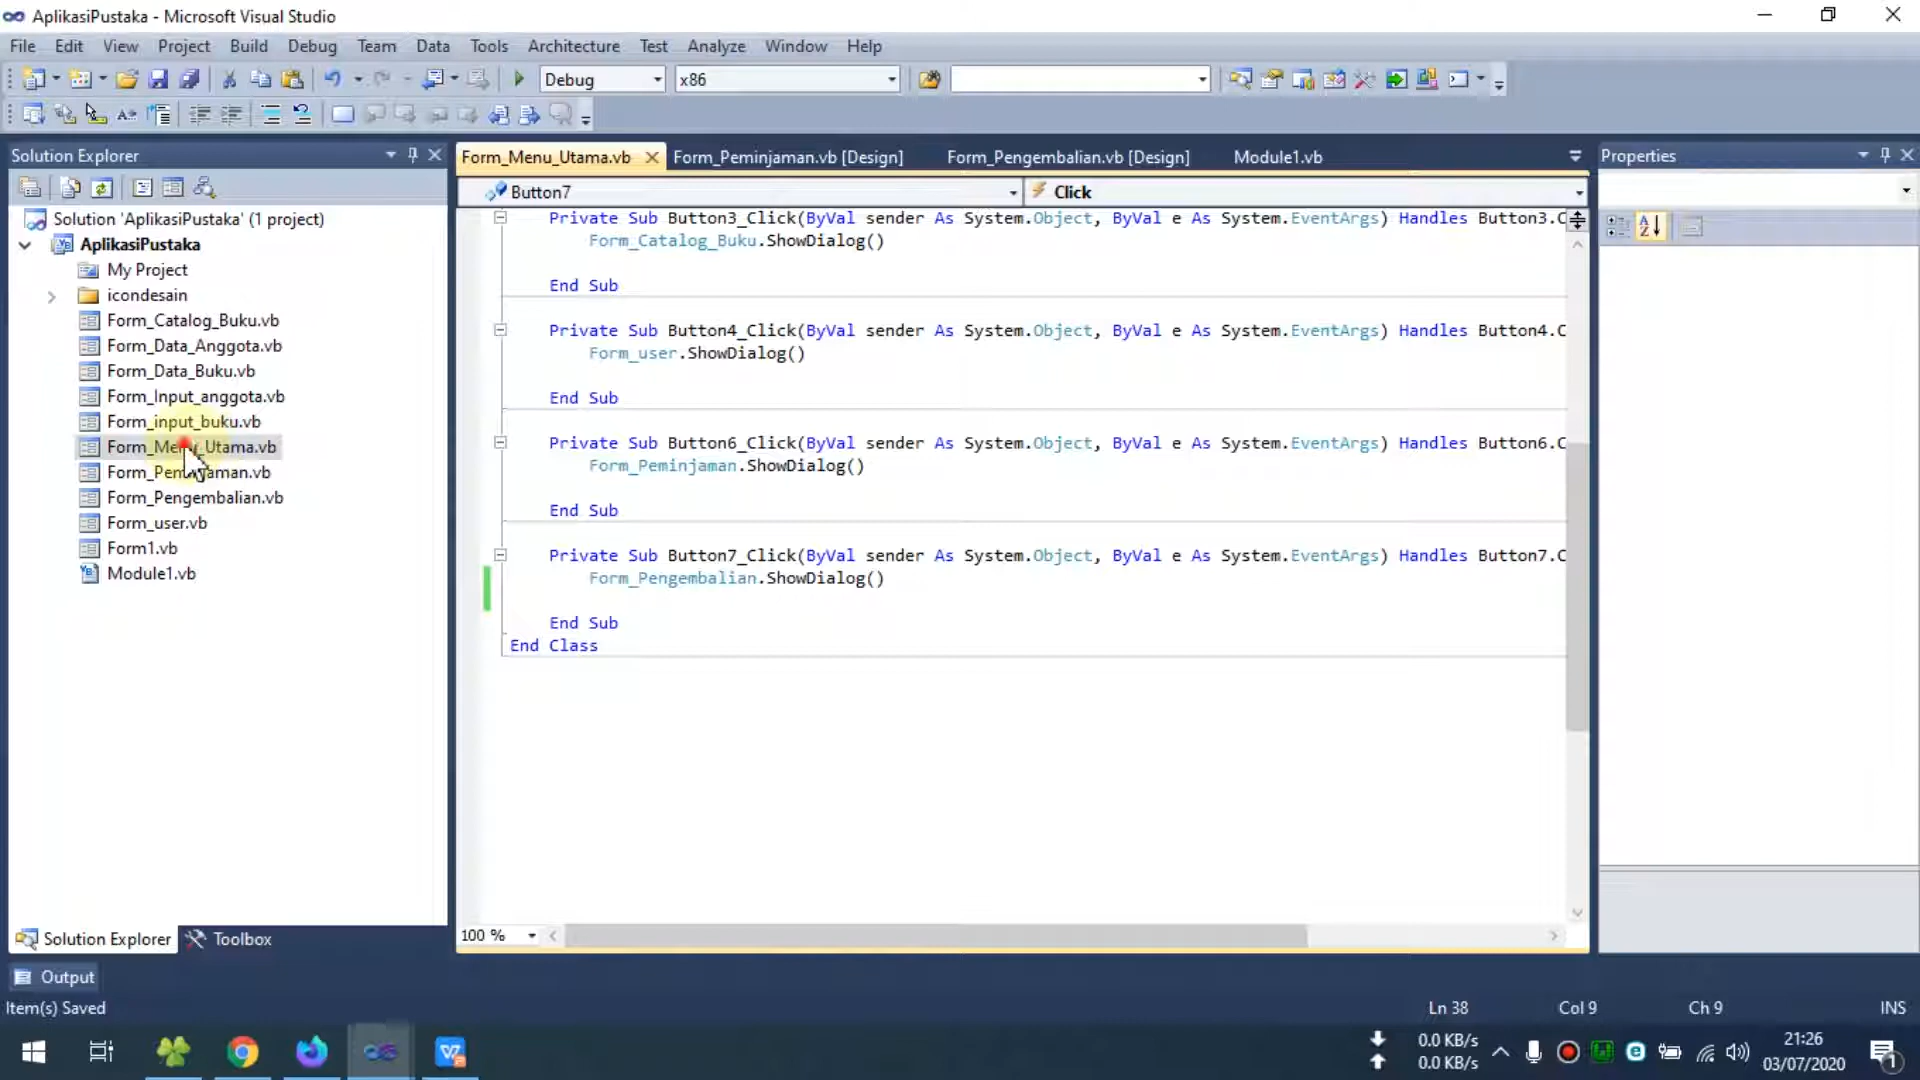 AplikasiPustaka - Microsoft Visual Studio
File Edit View Project Build Debug Team Data Tools Architecture Test Analyze Window Help
Debug x86
Solution Explorer
Form_Menu_Utama.vb Form_Peminjaman.vb [Design] Form_Pengembalian.vb [Design] Module1.vb
Properties
Button7 Click
Solution 'AplikasiPustaka' (1 project)
AplikasiPustaka
My Project
icondesain
Form_Catalog_Buku.vb
Form_Data_Anggota.vb
Form_Data_Buku.vb
Form_Input_anggota.vb
Form_input_buku.vb
Form_Menu_Utama.vb
Form_Peminjaman.vb
Form_Pengembalian.vb
Form_user.vb
Form1.vb
Module1.vb
Private Sub Button3_Click(ByVal sender As System.Object, ByVal e As System.EventArgs) Handles Button3.C
Form_Catalog_Buku.ShowDialog()
End Sub
Private Sub Button4_Click(ByVal sender As System.Object, ByVal e As System.EventArgs) Handles Button4.C
Form_user.ShowDialog()
End Sub
Private Sub Button6_Click(ByVal sender As System.Object, ByVal e As System.EventArgs) Handles Button6.C
Form_Peminjaman.ShowDialog()
End Sub
Private Sub Button7_Click(ByVal sender As System.Object, ByVal e As System.EventArgs) Handles Button7.C
Form_Pengembalian.ShowDialog()
End Sub
End Class
100 %
Solution Explorer Toolbox
Output
Item(s) Saved Ln 38 Col 9 Ch 9 INS
0.0 KB/s
0.0 KB/s
21:26
03/07/2020
1